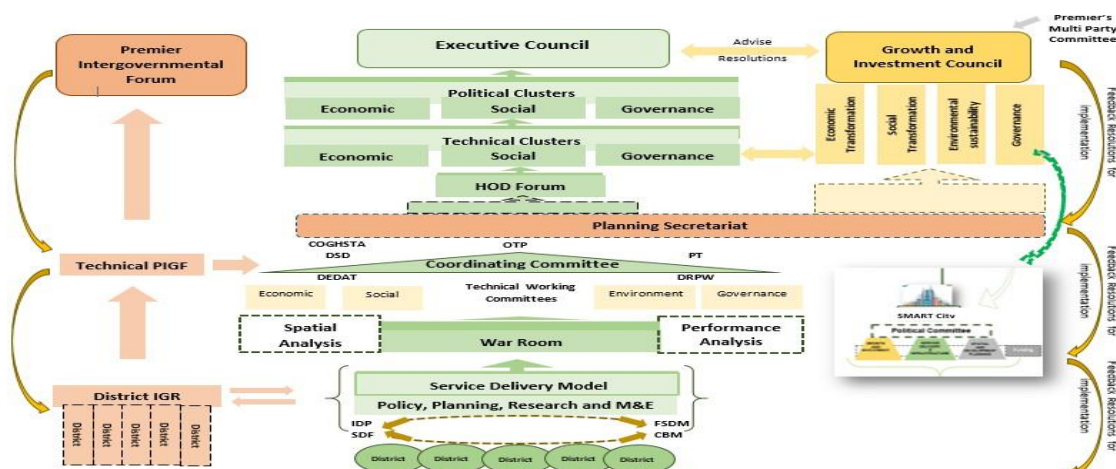 Premier
Intergovernmental
Forum
Executive Council
Advise
Resolutions
Growth and
Investment Council
Premier's
Multi Party
Committee
Political Clusters
Economic
Social
Governance
Technical Clusters
Economic
Social
Governance
Economic
Transformation
Social
Transformation
Environmental
sustainability
Governance
Feedback Resolutions for
implementation
HOD Forum
Planning Secretariat
COGHSTA
DSD
OTP
PT
Technical PIGF
Coordinating Committee
DEDAT
DRPW
Economic
Social
Technical Working
Committees
Environment
Governance
Feedback Resolutions for
implementation
Spatial
Analysis
War Room
Performance
Analysis
SMART City
Political Committee
District IGR
District
District
District
District
District
Service Delivery Model
Policy, Planning, Research and M&E
IDP
SDF
FSDM
CBM
District
District
District
District
District
Feedback Resolutions for
implementation